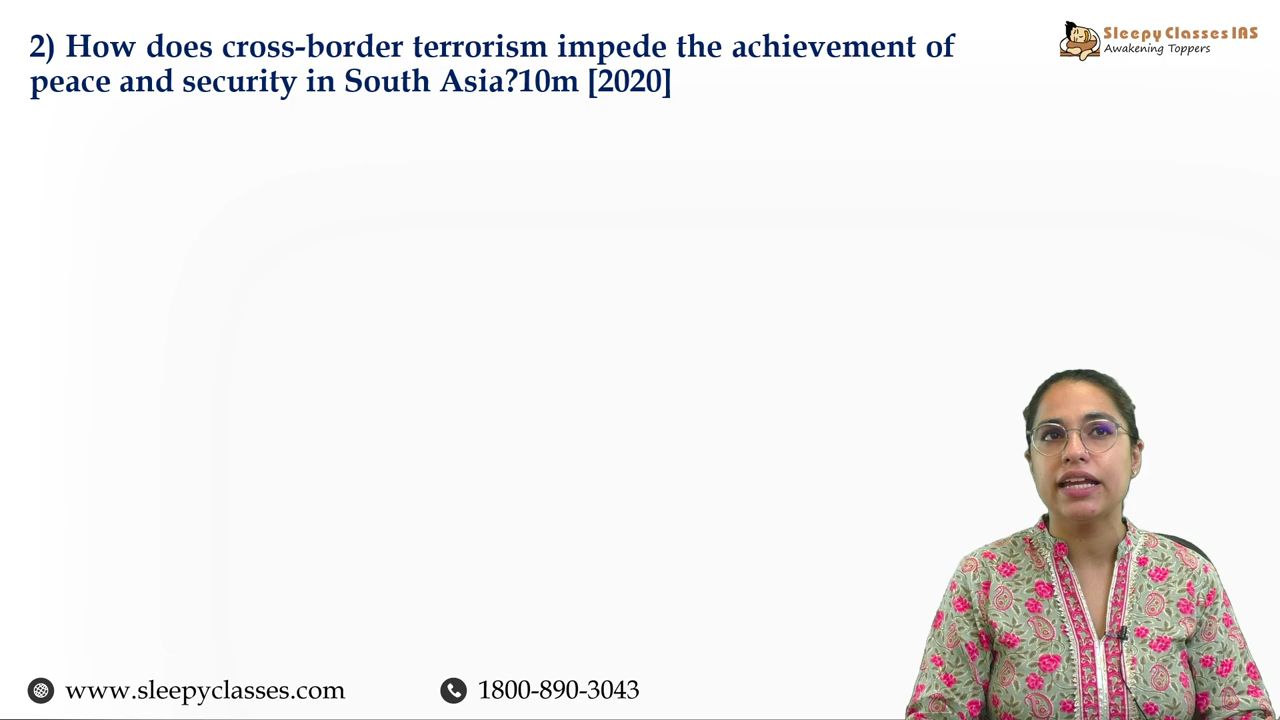 2) How does cross-border terrorism impede the achievement of
peace and security in South Asia?10m [2020]
Sleepy Classes IAS
Awakening Toppers
www.sleepyclasses.com
1800-890-3043